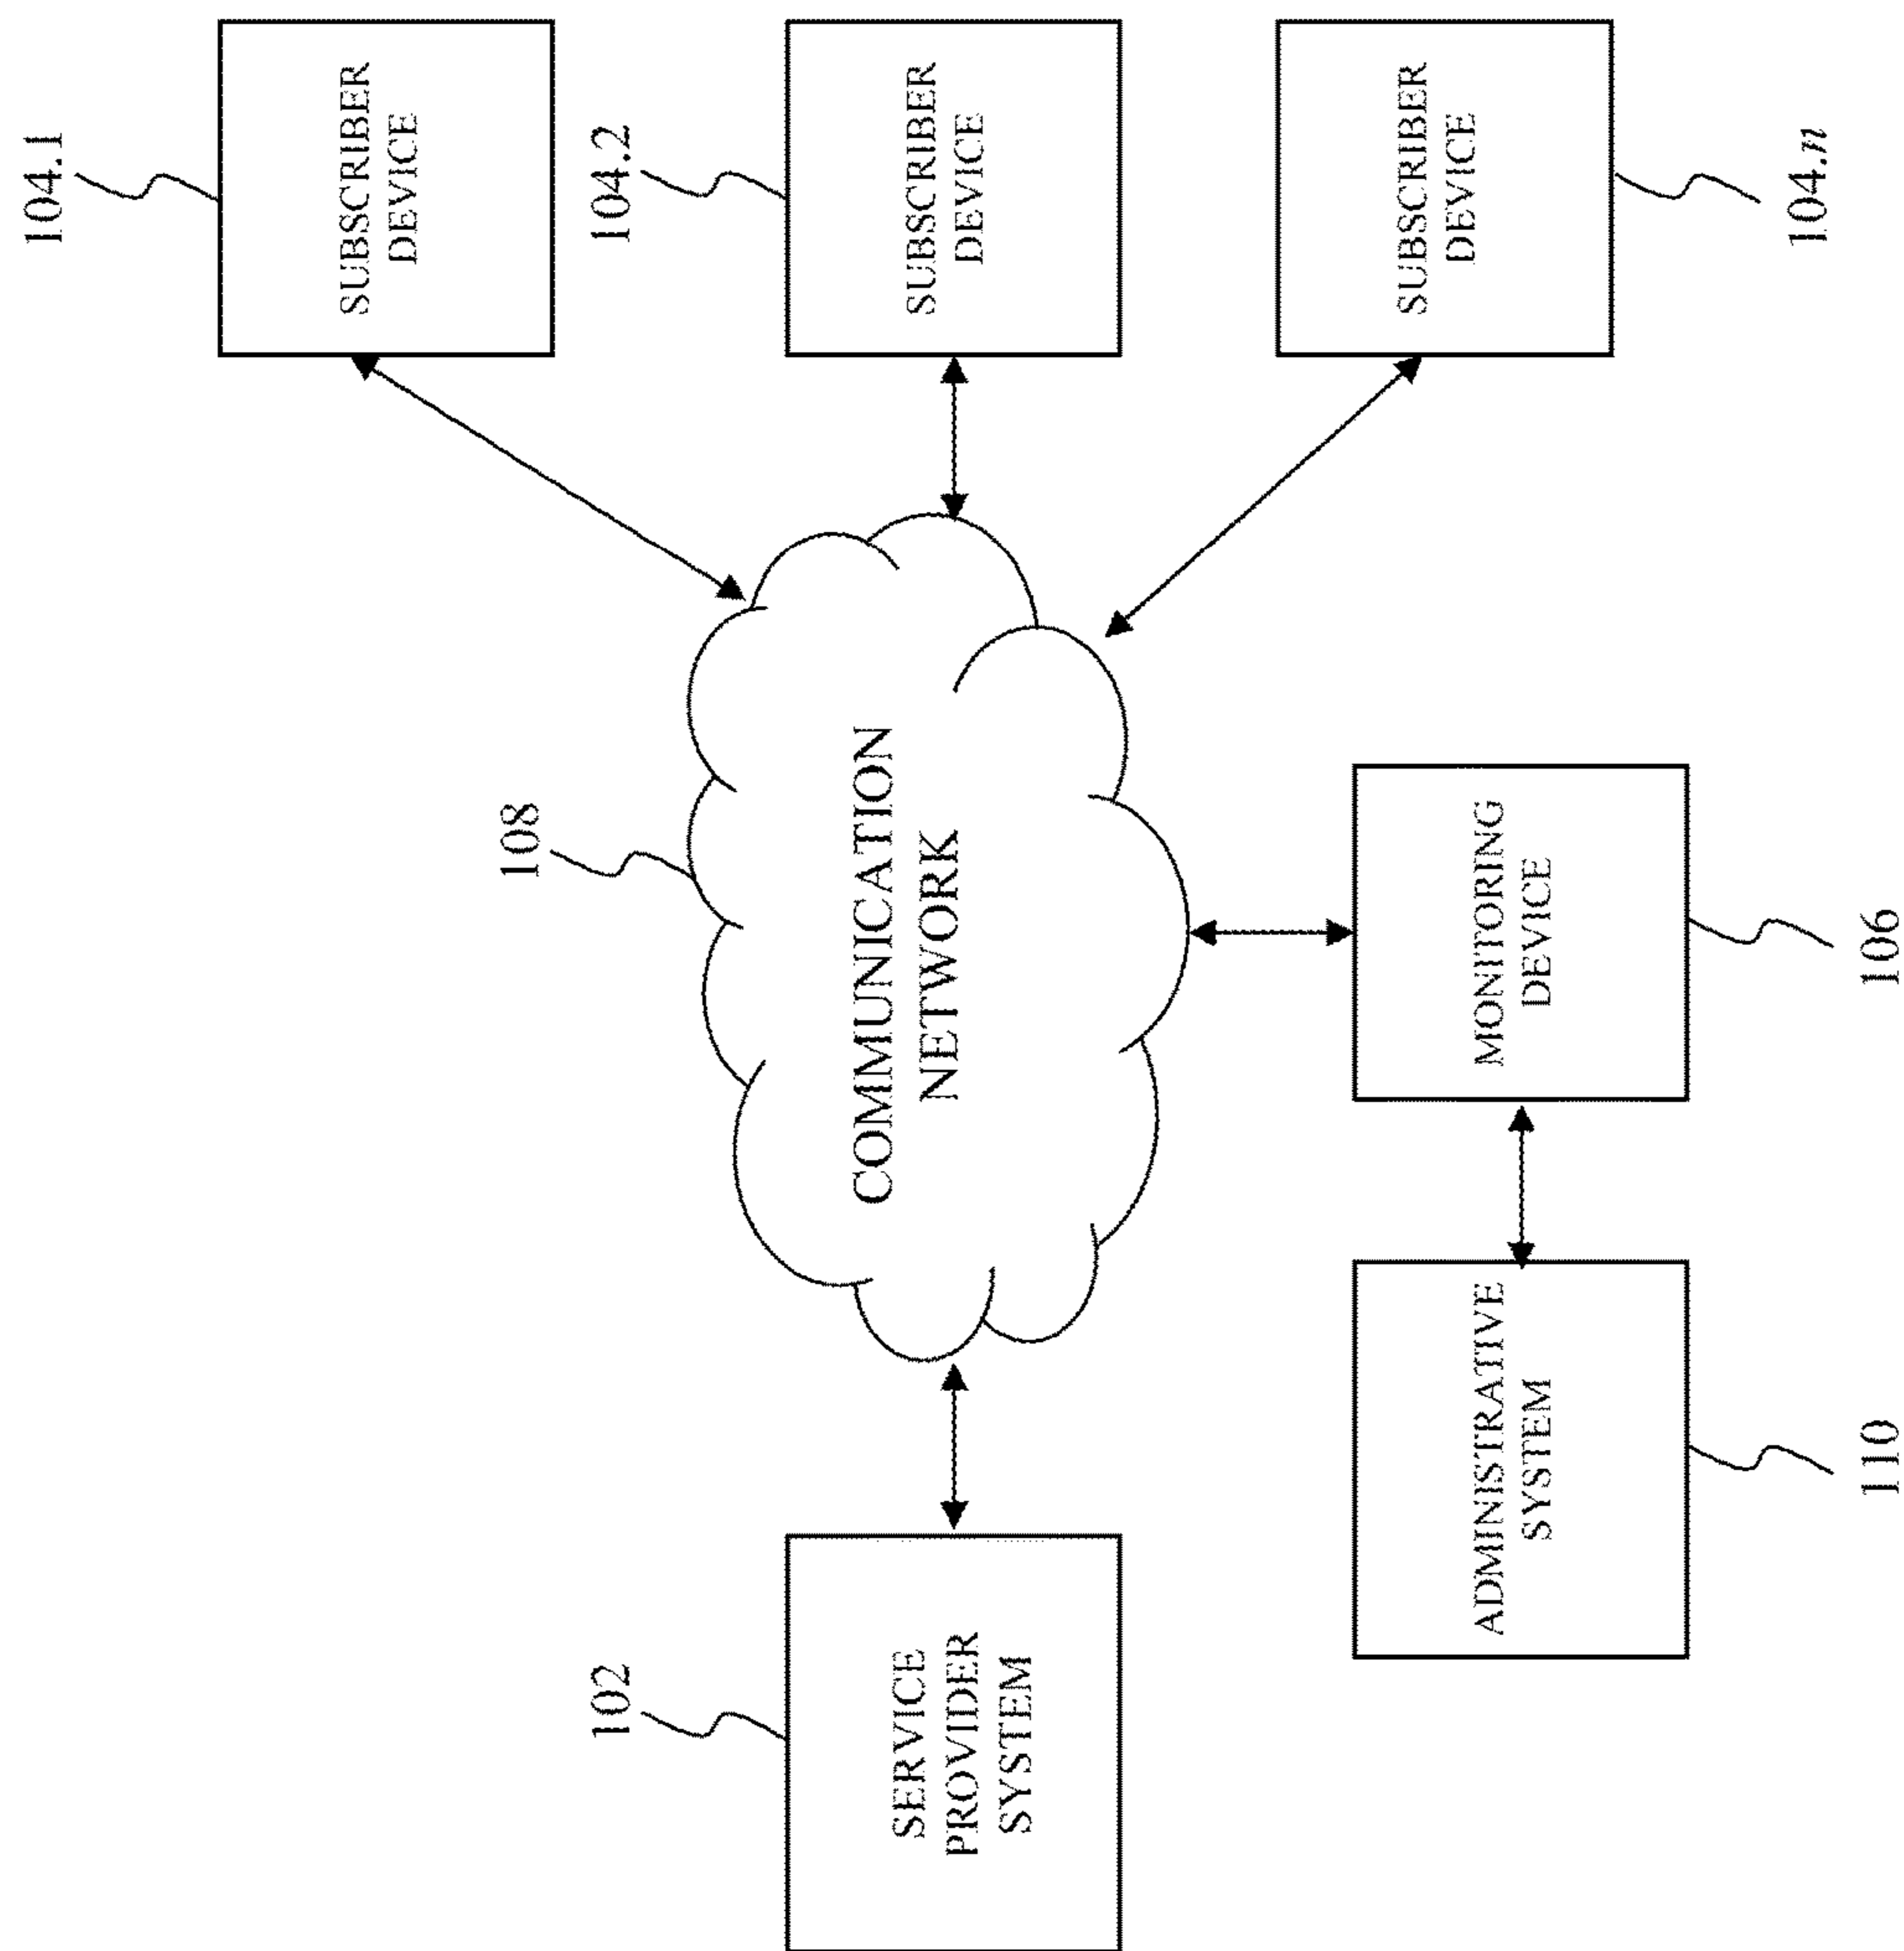 104.1
SUBSCRIBER
DEVICE
104.2
SUBSCRIBER
DEVICE
SUBSCRIBER
DEVICE
104.n
108
COMMUNICATION
NETWORK
102
SERVICE
PROVIDER
SYSTEM
MONITORING
DEVICE
106
ADMINISTRATIVE
SYSTEM
110